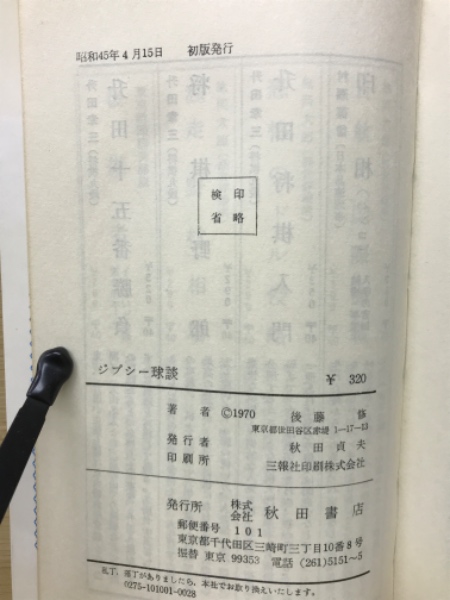 昭和45年4月15日 初版発行
検印
省略
ジプシー球談 ¥ 320
著者 ©1970 後藤修
東京都世田谷区赤堤 1-17-13
発行者 秋田貞夫
印刷所 三報社印刷株式会社
発行所 株式会社 秋田書店
郵便番号 101
東京都千代田区三崎町三丁目10番8号
振替 東京 99353 電話 (261)5151~5
乱丁、落丁がありましたら、本社でお取り換えいたします。
0275-101001-0028